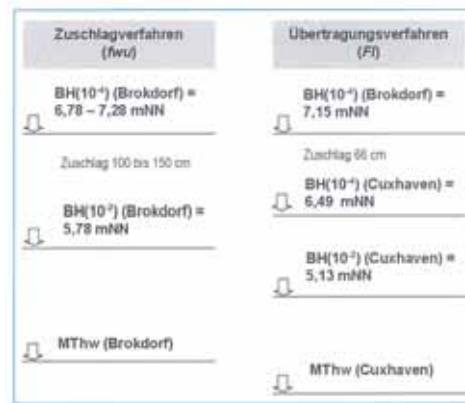 Zuschlagverfahren
(fwu)
BH(10⁻⁴) (Brokdorf) =
6,78 – 7,28 mNN
Zuschlag 100 bis 150 cm
BH(10⁻²) (Brokdorf) =
5,78 mNN
MThw (Brokdorf)
Übertragungsverfahren
(FI)
BH(10⁻⁴) (Brokdorf) =
7,15 mNN
Zuschlag 66 cm
BH(10⁻⁴) (Cuxhaven) =
6,49 mNN
BH(10⁻²) (Cuxhaven) =
5,13 mNN
MThw (Cuxhaven)